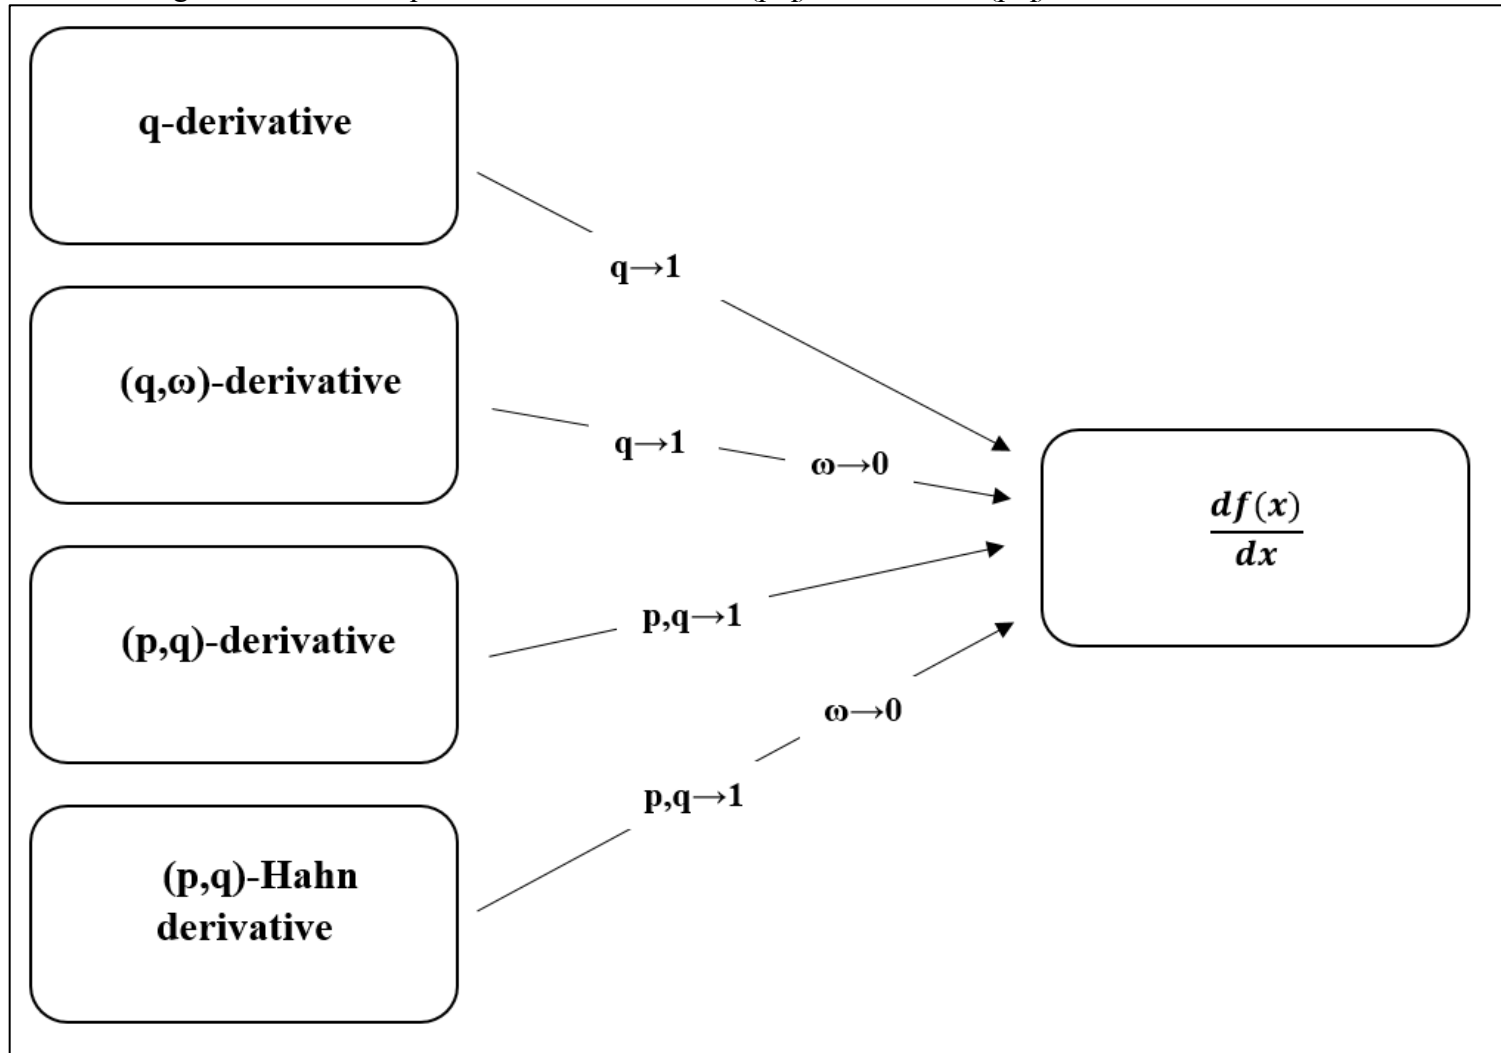 q-derivative
q→1
(q,ω)-derivative
q→1
ω→0
df(x)
dx
(p,q)-derivative
p,q→1
ω→0
p,q→1
(p,q)-Hahn
derivative